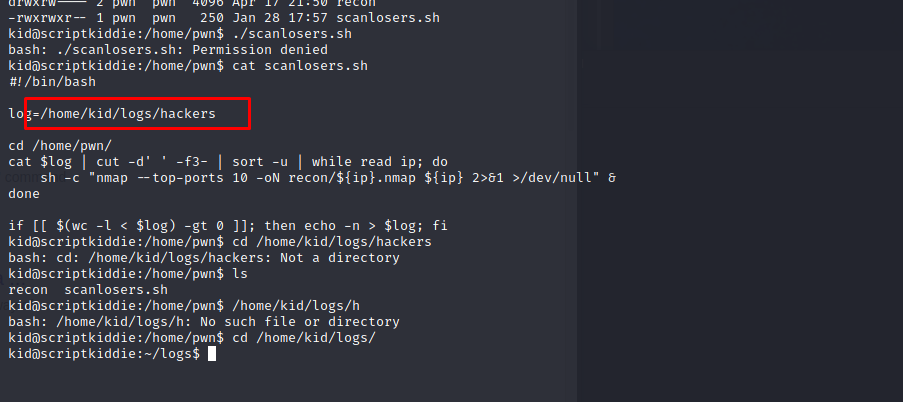 2 pwn pwn 4096 Apr 17 21:50 recon
-rwxrwxr-- 1 pwn pwn 250 Jan 28 17:57 scanlosers.sh
kid@scriptkiddie:/home/pwn$ ./scanlosers.sh
bash: ./scanlosers.sh: Permission denied
kid@scriptkiddie:/home/pwn$ cat scanlosers.sh
#!/bin/bash
log=/home/kid/logs/hackers
cd /home/pwn/
cat $log | cut -d' ' -f3- | sort -u | while read ip; do
sh -c "nmap --top-ports 10 -oN recon/${ip}.nmap ${ip} 2>&1 >/dev/null" &
done
if [[ $(wc -l < $log) -gt 0 ]]; then echo -n > $log; fi
kid@scriptkiddie:/home/pwn$ cd /home/kid/logs/hackers
bash: cd: /home/kid/logs/hackers: Not a directory
kid@scriptkiddie:/home/pwn$ ls
recon scanlosers.sh
kid@scriptkiddie:/home/pwn$ /home/kid/logs/h
bash: /home/kid/logs/h: No such file or directory
kid@scriptkiddie:/home/pwn$ cd /home/kid/logs/
kid@scriptkiddie:~/logs$